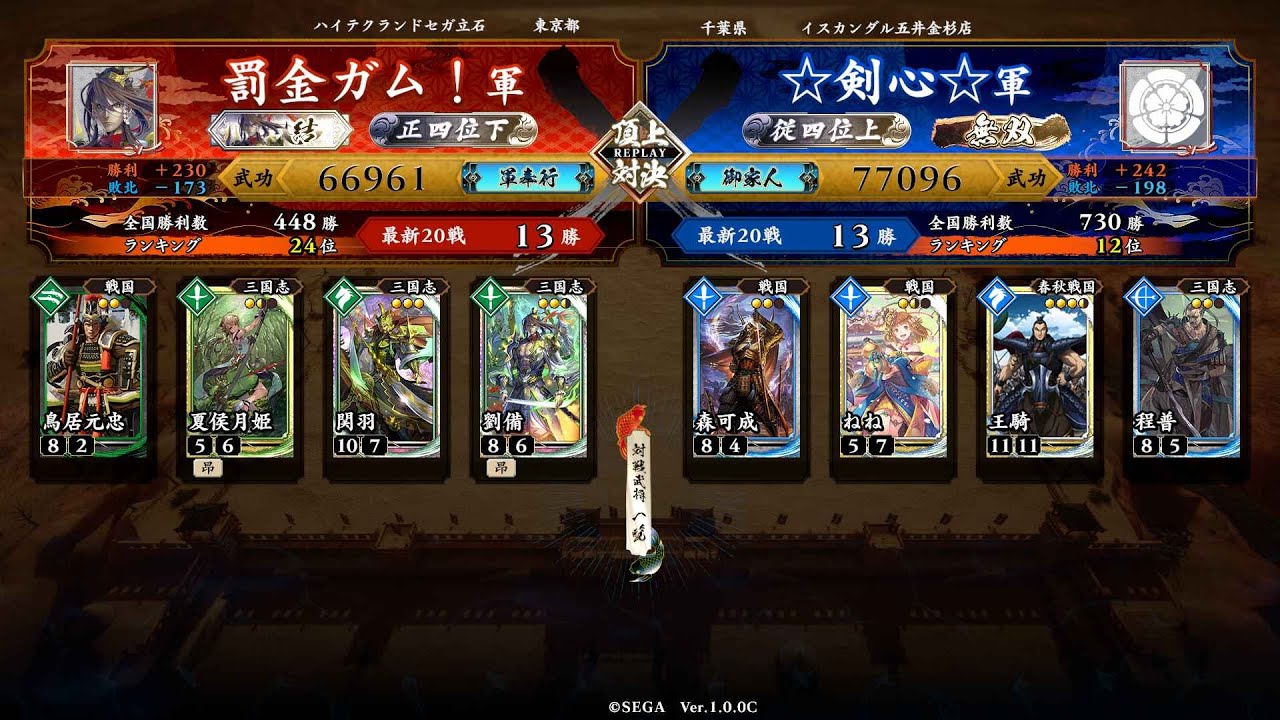 ハイテクランドセガ立石 東京都
千葉県 イスカンダル五井金杉店
罰金ガム！軍
☆剣心☆軍
結 正四位下
従四位上 無双
頂上
REPLAY
対決
勝利 +230
敗北 -173
武功 66961 軍奉行
御家人 77096 武功
勝利 +242
敗北 -198
全国勝利数 448勝
ランキング 24位
最新20戦 13勝
最新20戦 13勝
全国勝利数 730勝
ランキング 12位
戦国
鳥居元忠
8 2
三国志
夏侯月姫
5 6
昴
三国志
関羽
10 7
三国志
劉備
8 6
昴
対戦武将一覧
戦国
森可成
8 4
戦国
ねね
5 7
春秋戦国
王騎
11 11
三国志
程普
8 5
©SEGA Ver.1.0.0C